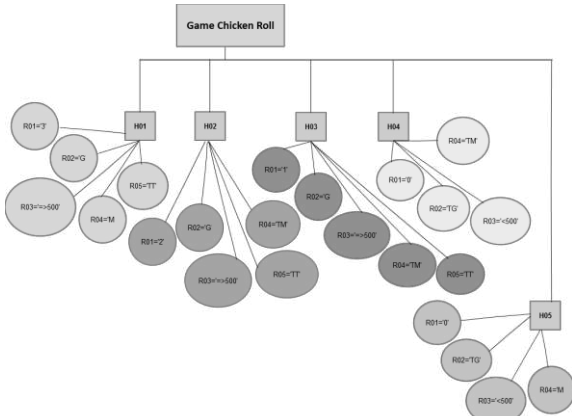 Game Chicken Roll
H01
H02
H03
H04
R01='3'
R02='G'
R03='=>500'
R04='M
R05='TT'
R01='2'
R02='G'
R03='=>500'
R04='TM'
R05='TT'
R01='1'
R02='G'
R03='=>500'
R04='TM'
R05='TT'
R04='TM'
R01='0'
R02='TG'
R03='<500'
H05
R01='0'
R02='TG'
R03='<500'
R04='M